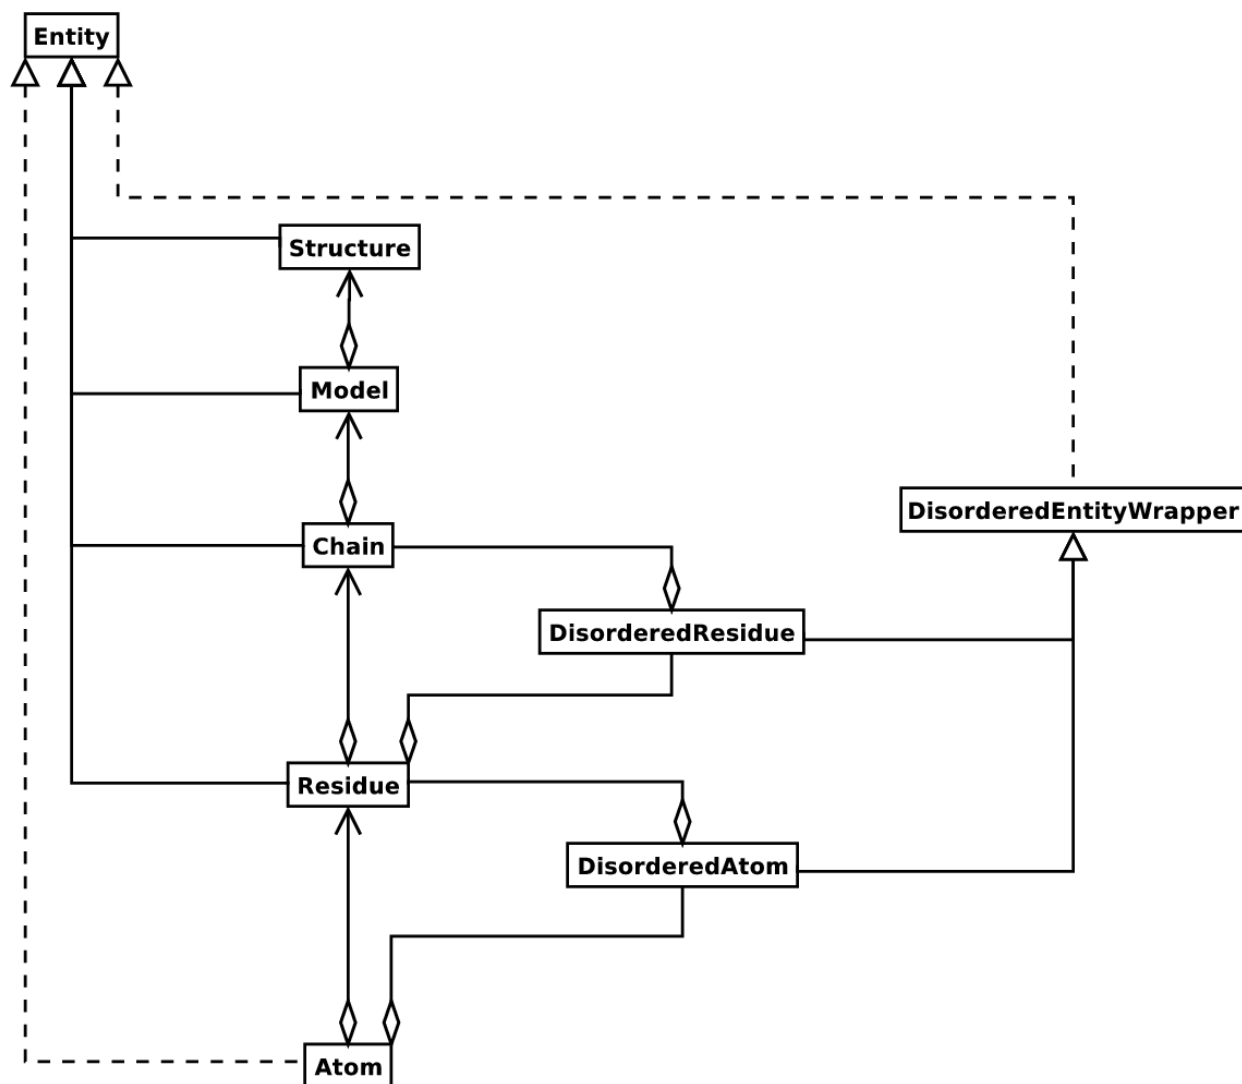 Entity
Structure
Model
DisorderedEntityWrapper
Chain
DisorderedResidue
Residue
DisorderedAtom
Atom